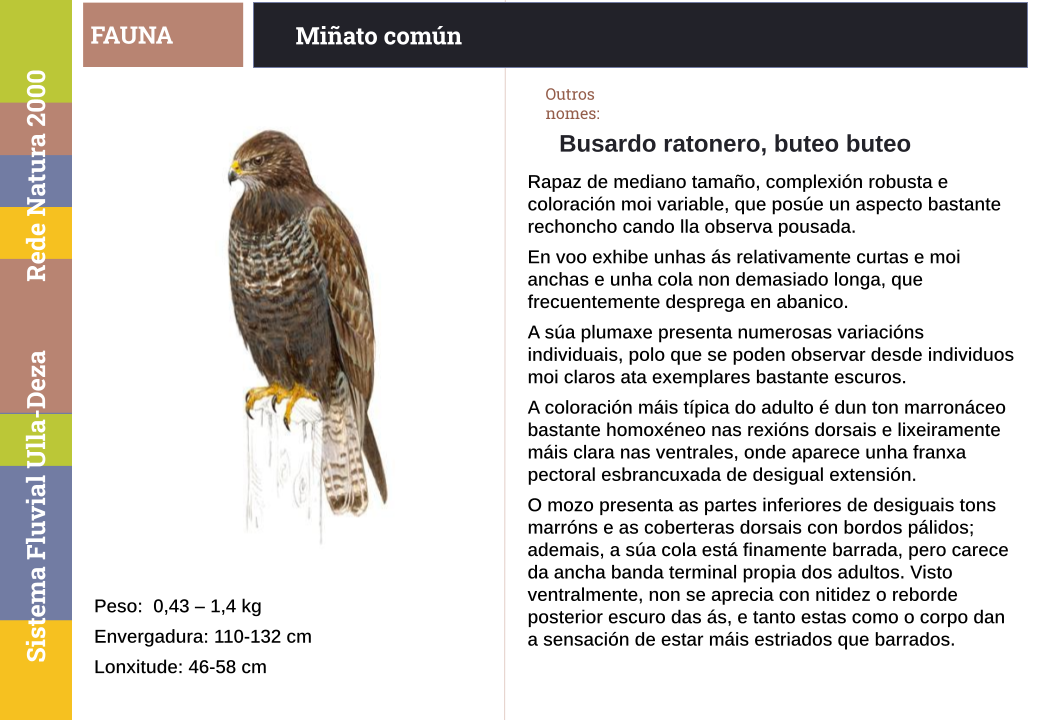 FAUNA
Miñato común
Rede Natura 2000
Sistema Fluvial Ulla-Deza
Peso:  0,43 – 1,4 kg
Envergadura: 110-132 cm
Lonxitude: 46-58 cm
Outros
nomes:
Busardo ratonero, buteo buteo
Rapaz de mediano tamaño, complexión robusta e
coloración moi variable, que posúe un aspecto bastante
rechoncho cando lla observa pousada.
En voo exhibe unhas ás relativamente curtas e moi
anchas e unha cola non demasiado longa, que
frecuentemente desprega en abanico.
A súa plumaxe presenta numerosas variacións
individuais, polo que se poden observar desde individuos
moi claros ata exemplares bastante escuros.
A coloración máis típica do adulto é dun ton marronáceo
bastante homoxéneo nas rexións dorsais e lixeiramente
máis clara nas ventrales, onde aparece unha franxa
pectoral esbrancuxada de desigual extensión.
O mozo presenta as partes inferiores de desiguais tons
marróns e as coberteras dorsais con bordos pálidos;
ademais, a súa cola está finamente barrada, pero carece
da ancha banda terminal propia dos adultos. Visto
ventralmente, non se aprecia con nitidez o reborde
posterior escuro das ás, e tanto estas como o corpo dan
a sensación de estar máis estriados que barrados.